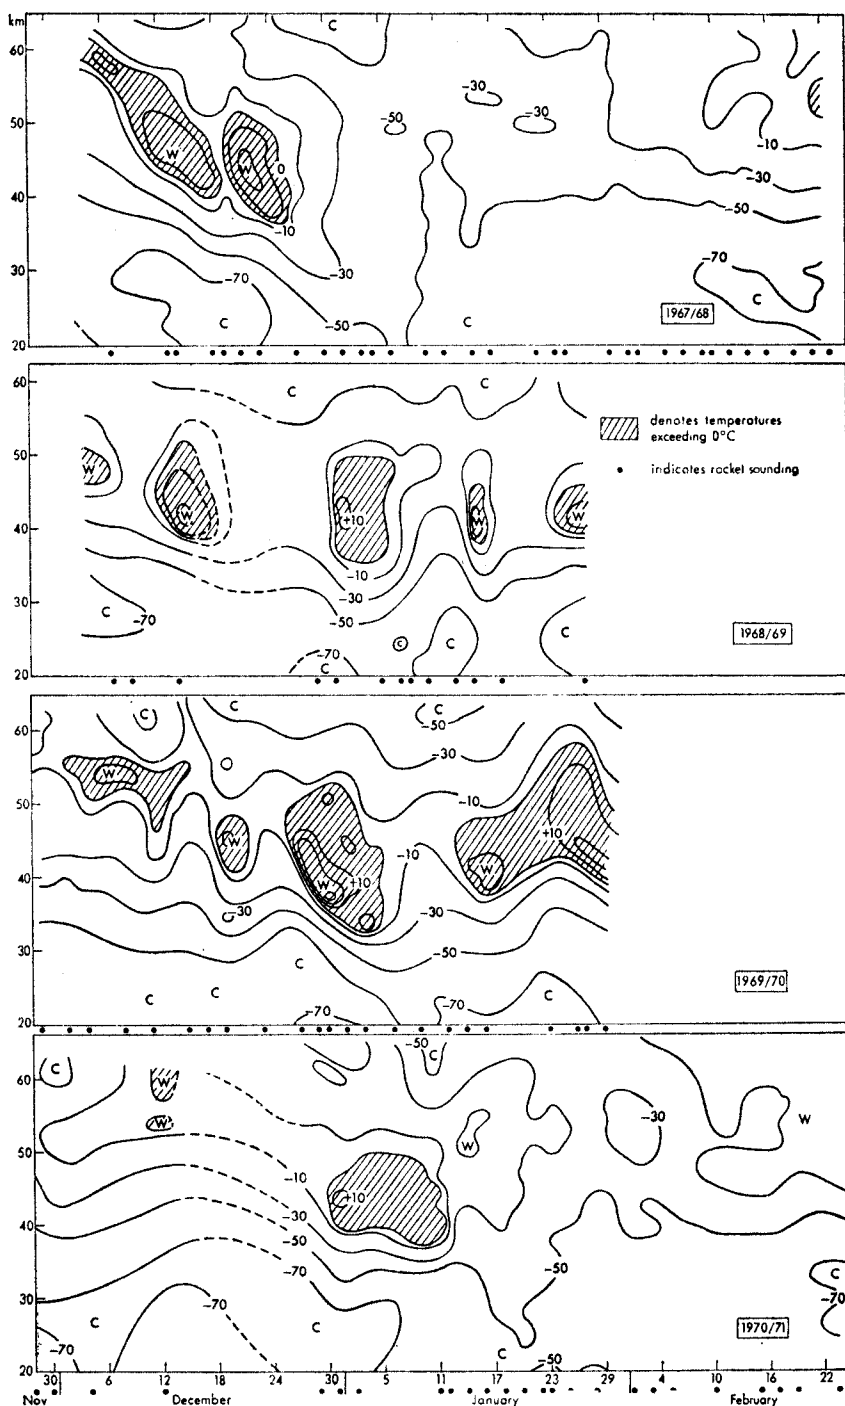 km
60
C
-30
-50
-30
50
W
W
0
-10
40
-10
-30
-50
30
-70
-30
-70
C
-50
C
C
1967/68
20
60
C
C
denotes temperatures
exceeding 0°C
50
W
• indicates rocket sounding
40
W
+10
W
W
-10
30
-30
-50
C
-70
C
C
C
1968/69
20
-70
C
60
C
C
C
-50
-30
W
50
-10
W
+10
40
W
+10
-10
W
-30
-30
30
-50
C
C
C
C
1969/70
-70
-70
20
-50
C
60
C
W
-30
W
W
W
50
-10
+10
40
-30
-50
30
-70
-50
C
-70
-70
C
C
1970/71
-70
C
-50
20
30
6
12
18
24
30
5
11
17
23
29
4
10
16
22
Nov
December
January
February